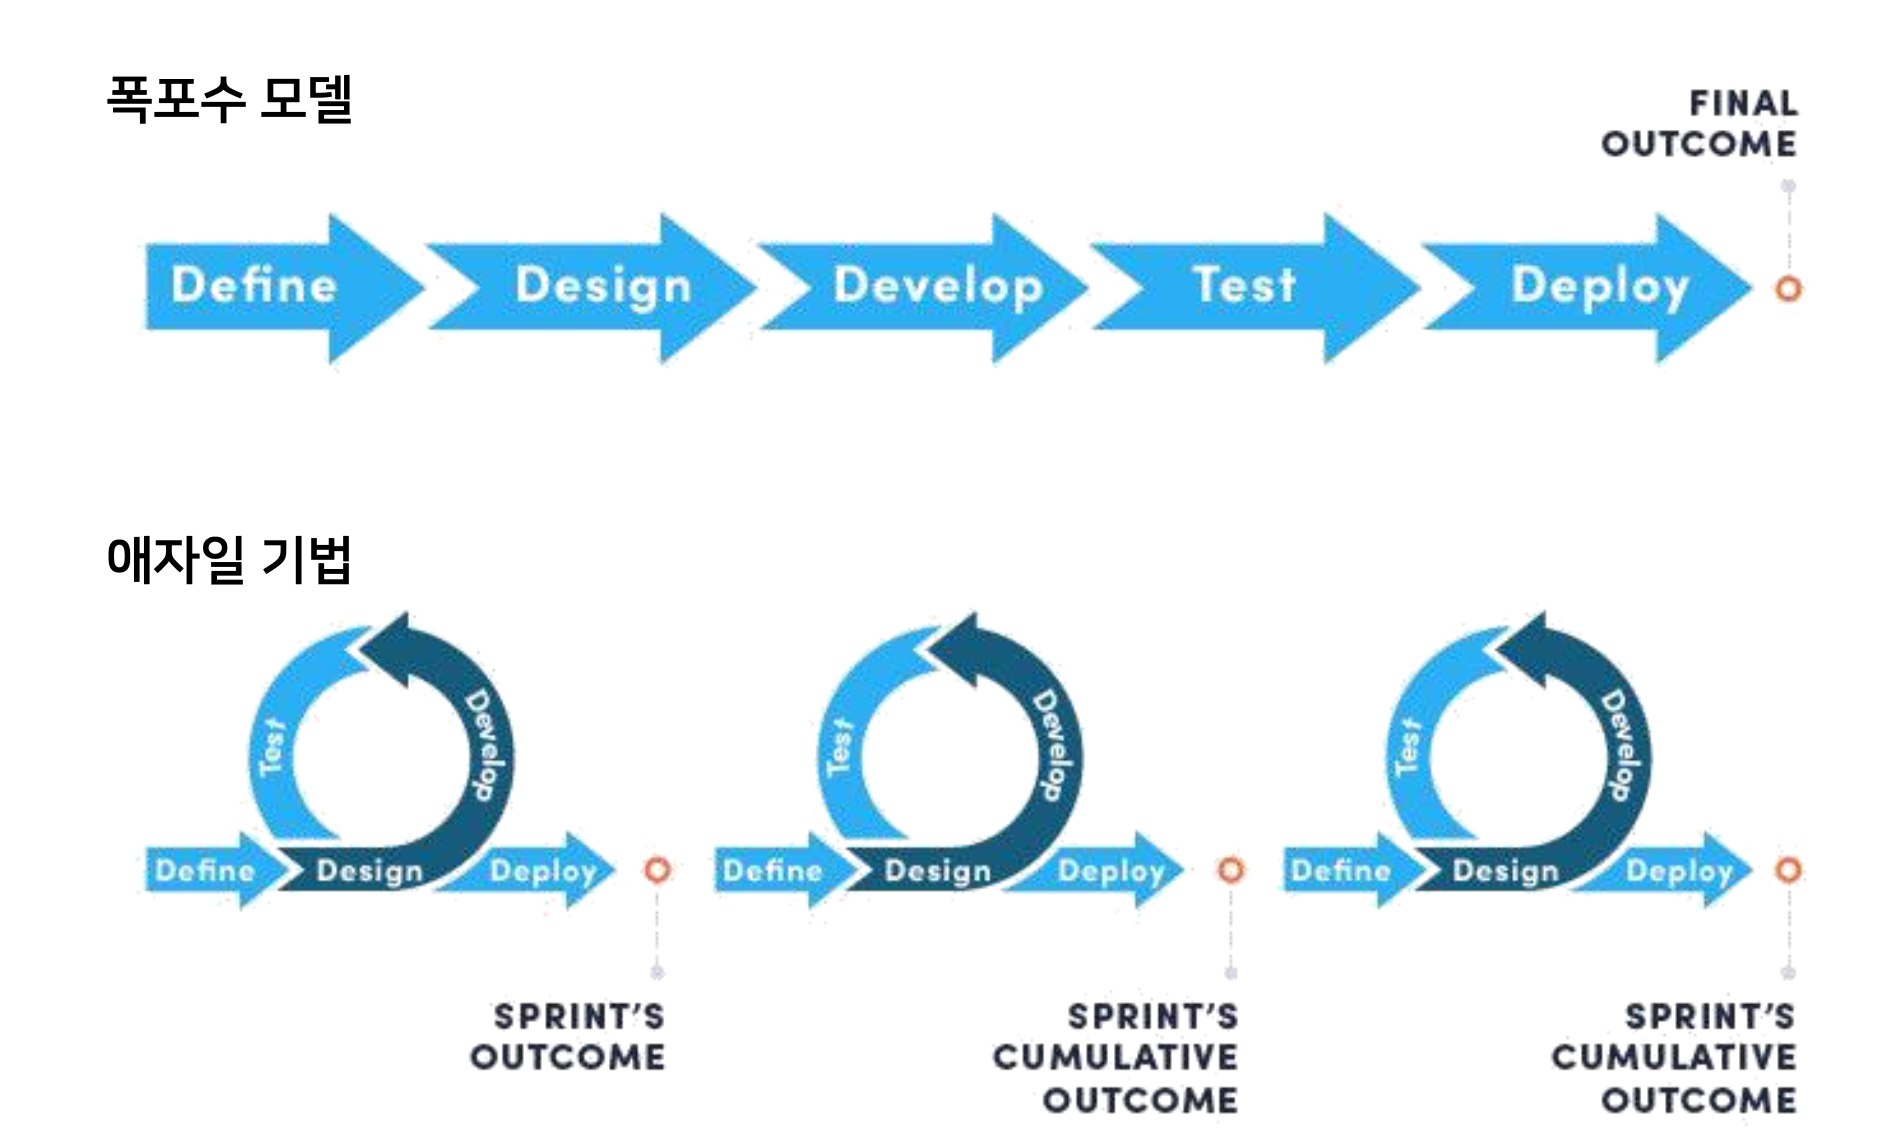 폭포수 모델
FINAL
OUTCOME
Define
Design
Develop
Test
Deploy
애자일 기법
Test
Develop
Define
Design
Deploy
SPRINT'S
OUTCOME
Test
Develop
Define
Design
Deploy
SPRINT'S
CUMULATIVE
OUTCOME
Test
Develop
Define
Design
Deploy
SPRINT'S
CUMULATIVE
OUTCOME